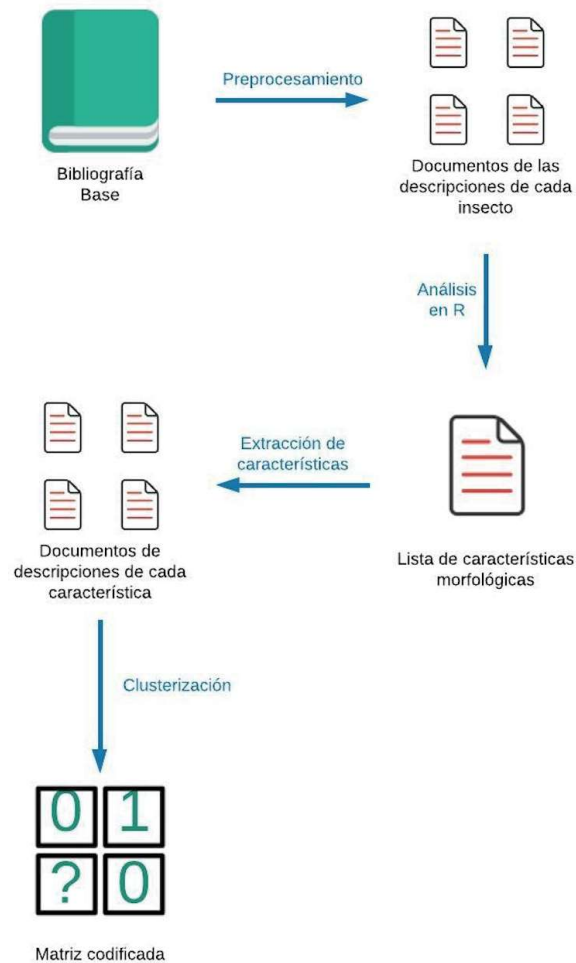 Preprocesamiento
Bibliografía
Base
Documentos de las
descripciones de cada
insecto
Análisis
en R
Extracción de
características
Lista de características
morfológicas
Documentos de
descripciones de cada
característica
Clusterización
0 1
? 0
Matriz codificada